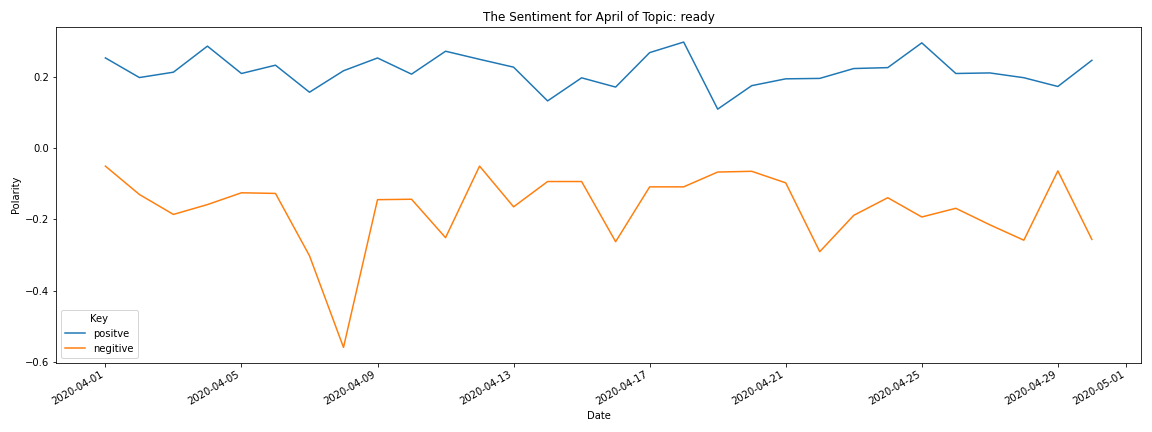 The Sentiment for April of Topic: ready
Polarity
0.2
0.0
−0.2
−0.4
−0.6
Key
positve
negitive
2020-04-01
2020-04-05
2020-04-09
2020-04-13
2020-04-17
2020-04-21
2020-04-25
2020-04-29
2020-05-01
Date